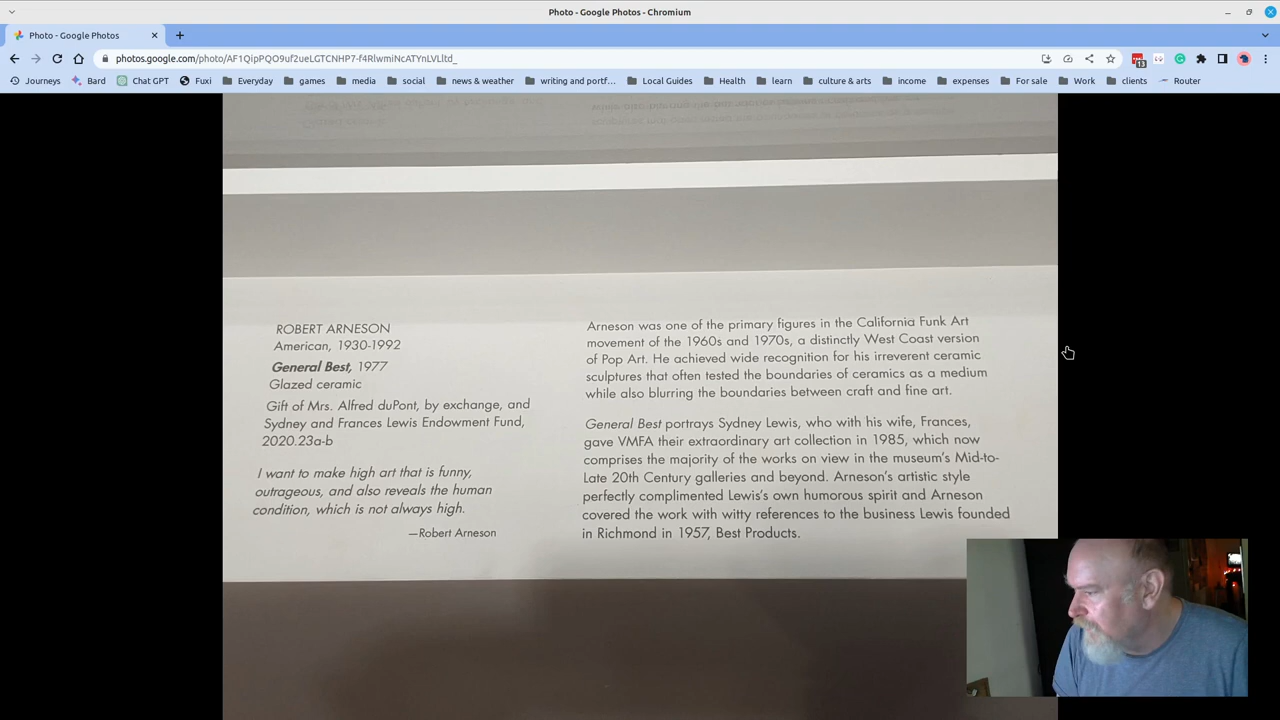 Photo - Google Photos - Chromium
Photo - Google Photos
photos.google.com/photo/AF1QipPQO9uf2ueLGTCNHP7-f4RlwmiNcATYnLVLltd_
13
Journeys Bard Chat GPT Fuxi Everyday games media social news & weather writing and portf… Local Guides Health learn culture & arts income expenses For sale Work clients Router
ROBERT ARNESON
American, 1930-1992
General Best, 1977
Glazed ceramic
Gift of Mrs. Alfred duPont, by exchange, and
Sydney and Frances Lewis Endowment Fund,
2020.23a-b
I want to make high art that is funny,
outrageous, and also reveals the human
condition, which is not always high.
—Robert Arneson
Arneson was one of the primary figures in the California Funk Art
movement of the 1960s and 1970s, a distinctly West Coast version
of Pop Art. He achieved wide recognition for his irreverent ceramic
sculptures that often tested the boundaries of ceramics as a medium
while also blurring the boundaries between craft and fine art.
General Best portrays Sydney Lewis, who with his wife, Frances,
gave VMFA their extraordinary art collection in 1985, which now
comprises the majority of the works on view in the museum's Mid-to-
Late 20th Century galleries and beyond. Arneson's artistic style
perfectly complimented Lewis's own humorous spirit and Arneson
covered the work with witty references to the business Lewis founded
in Richmond in 1957, Best Products.